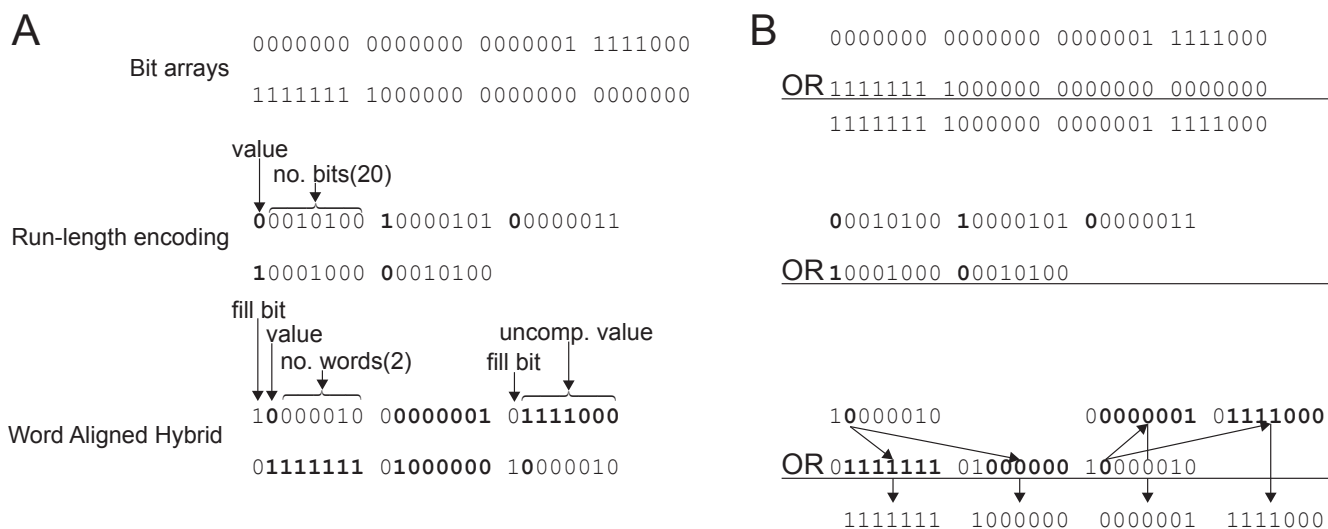 A
Bit arrays
0000000 0000000 0000001 1111000
1111111 1000000 0000000 0000000
value
no. bits(20)
Run-length encoding
00010100 10000101 00000011
10001000 00010100
fill bit
value
no. words(2)
uncomp. value
fill bit
Word Aligned Hybrid
10000010 00000001 01111000
01111111 01000000 10000010
B
0000000 0000000 0000001 1111000
OR 1111111 1000000 0000000 0000000
1111111 1000000 0000001 1111000
00010100 10000101 00000011
OR 10001000 00010100
10000010 00000001 01111000
OR 01111111 01000000 10000010
1111111 1000000 0000001 1111000